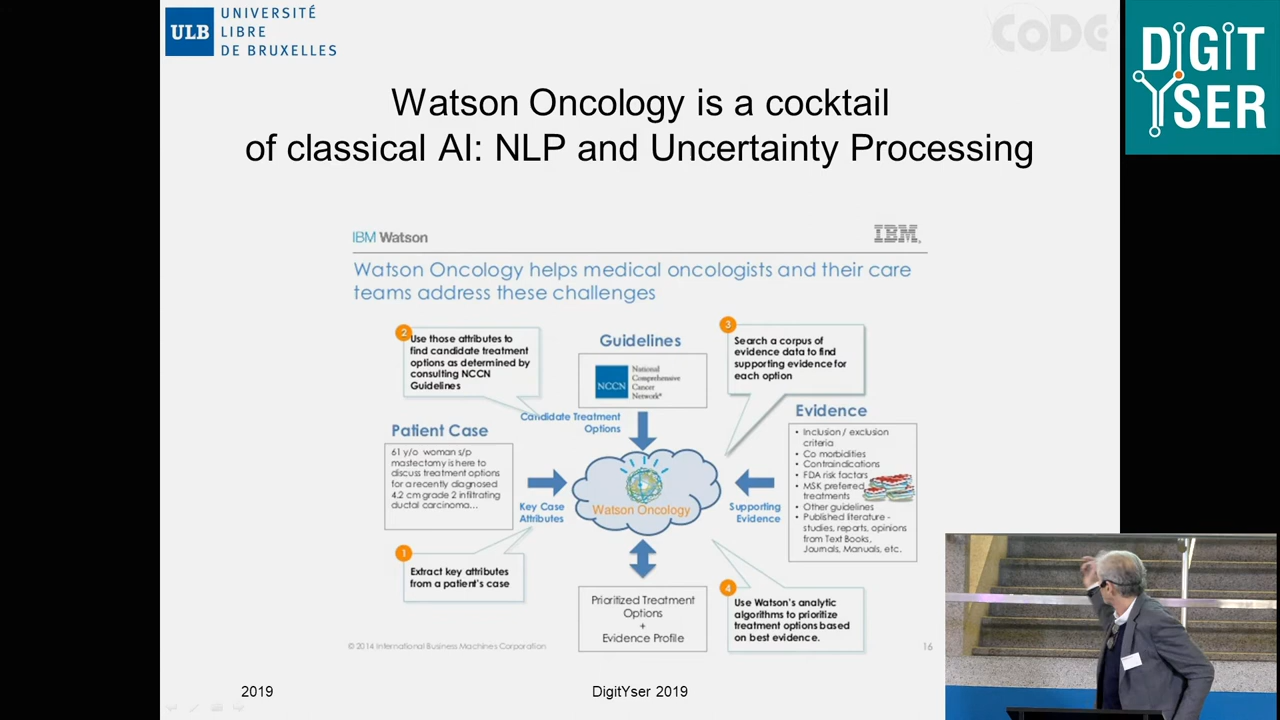 ULB
UNIVERSITÉ
LIBRE
DE BRUXELLES
CODE
DIGIT
YSER
Watson Oncology is a cocktail
of classical AI: NLP and Uncertainty Processing
IBM Watson
IBM
Watson Oncology helps medical oncologists and their care
teams address these challenges
2
Use those attributes to
find candidate treatment
options as determined by
consulting NCCN
Guidelines
Guidelines
NCCN
National
Comprehensive
Cancer
Network®
3
Search a corpus of
evidence data to find
supporting evidence for
each option
Candidate Treatment
Options
Patient Case
61 y/o woman s/p
mastectomy is here to
discuss treatment options
for a recently diagnosed
4.2 cm grade 2 infiltrating
ductal carcinoma...
Key Case
Attributes
Watson Oncology
Supporting
Evidence
Evidence
• Inclusion / exclusion
criteria
• Co morbidities
• Contraindications
• FDA risk factors
• MSK preferred
treatments
• Other guidelines
• Published literature -
studies, reports, opinions
from Text Books,
Journals, Manuals, etc.
1
Extract key attributes
from a patient's case
Prioritized Treatment
Options
+
Evidence Profile
4
Use Watson's analytic
algorithms to prioritize
treatment options based
on best evidence.
© 2014 International Business Machines Corporation
16
2019
DigitYser 2019